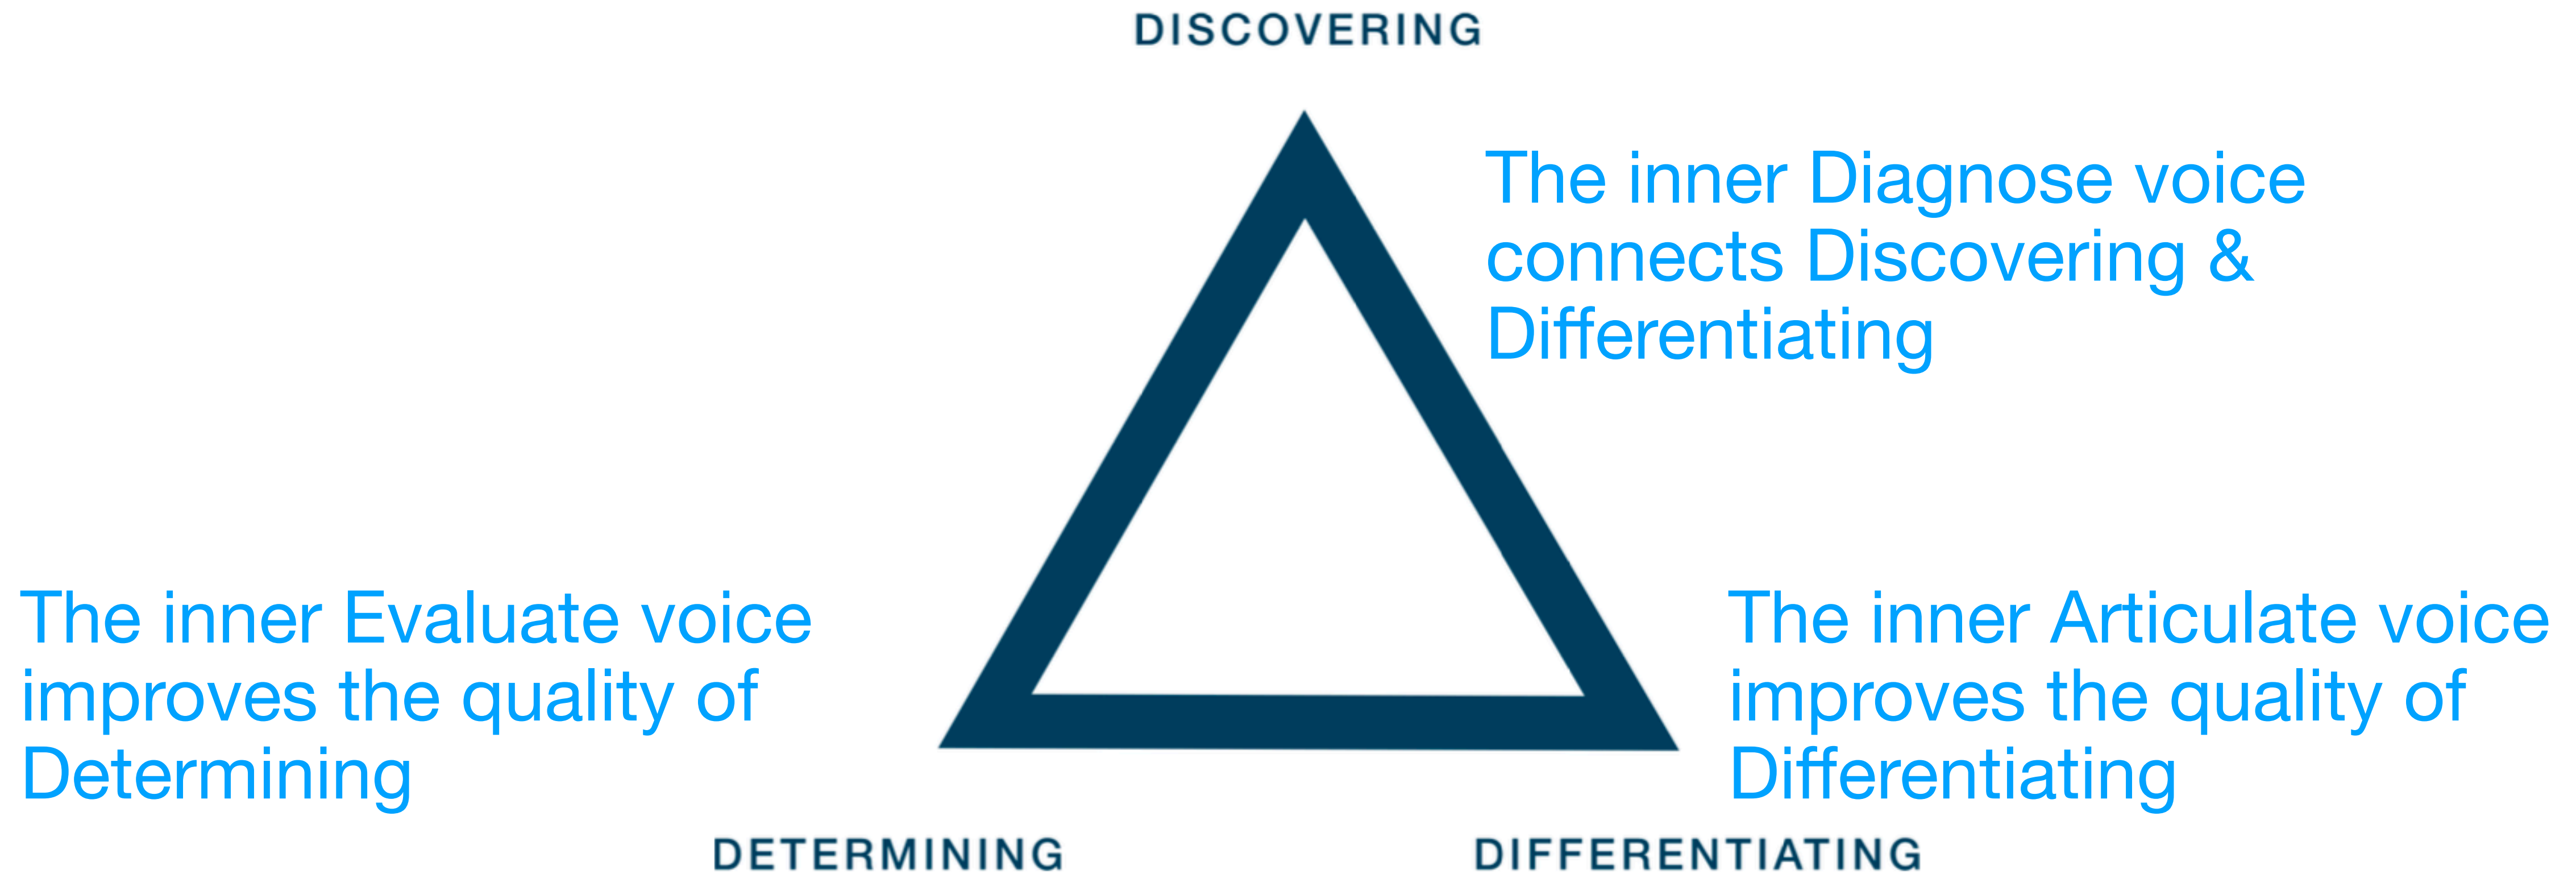 DISCOVERING
The inner Diagnose voice
connects Discovering &
Differentiating
The inner Evaluate voice
improves the quality of
Determining
The inner Articulate voice
improves the quality of
Differentiating
DETERMINING
DIFFERENTIATING